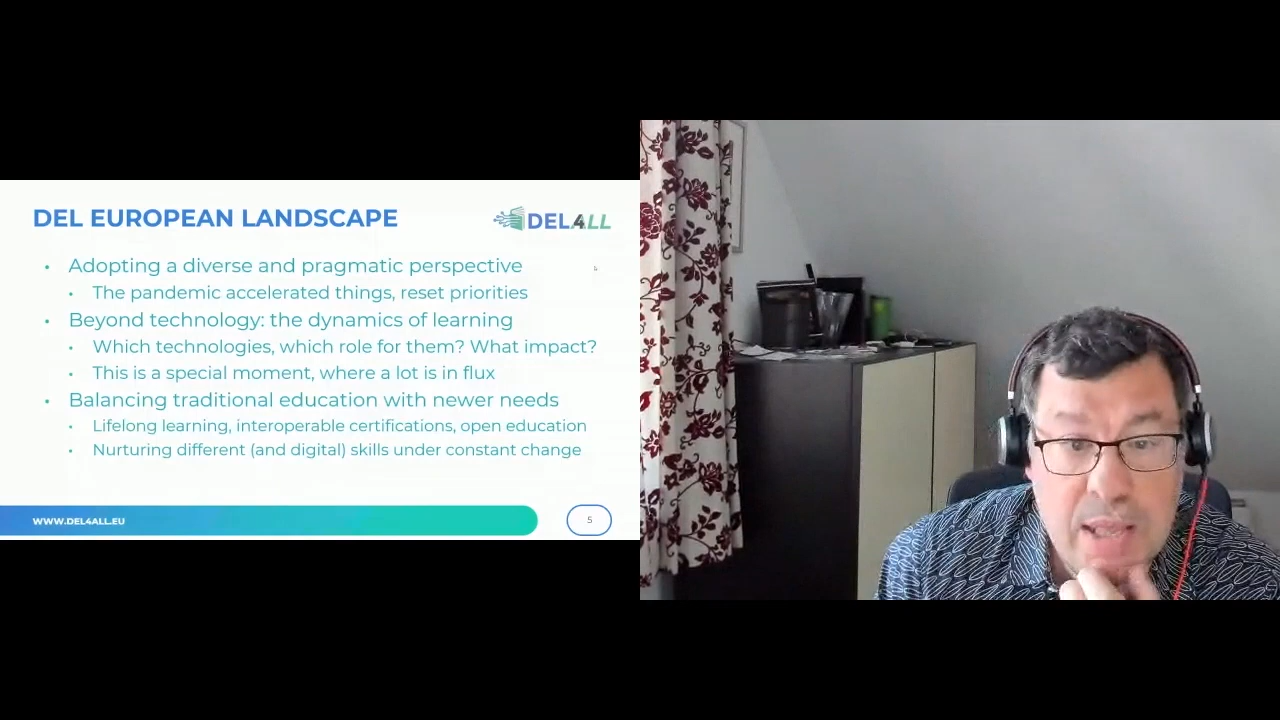 DEL EUROPEAN LANDSCAPE
DEL4ALL
• Adopting a diverse and pragmatic perspective
• The pandemic accelerated things, reset priorities
• Beyond technology: the dynamics of learning
• Which technologies, which role for them? What impact?
• This is a special moment, where a lot is in flux
• Balancing traditional education with newer needs
• Lifelong learning, interoperable certifications, open education
• Nurturing different (and digital) skills under constant change
WWW.DEL4ALL.EU
5